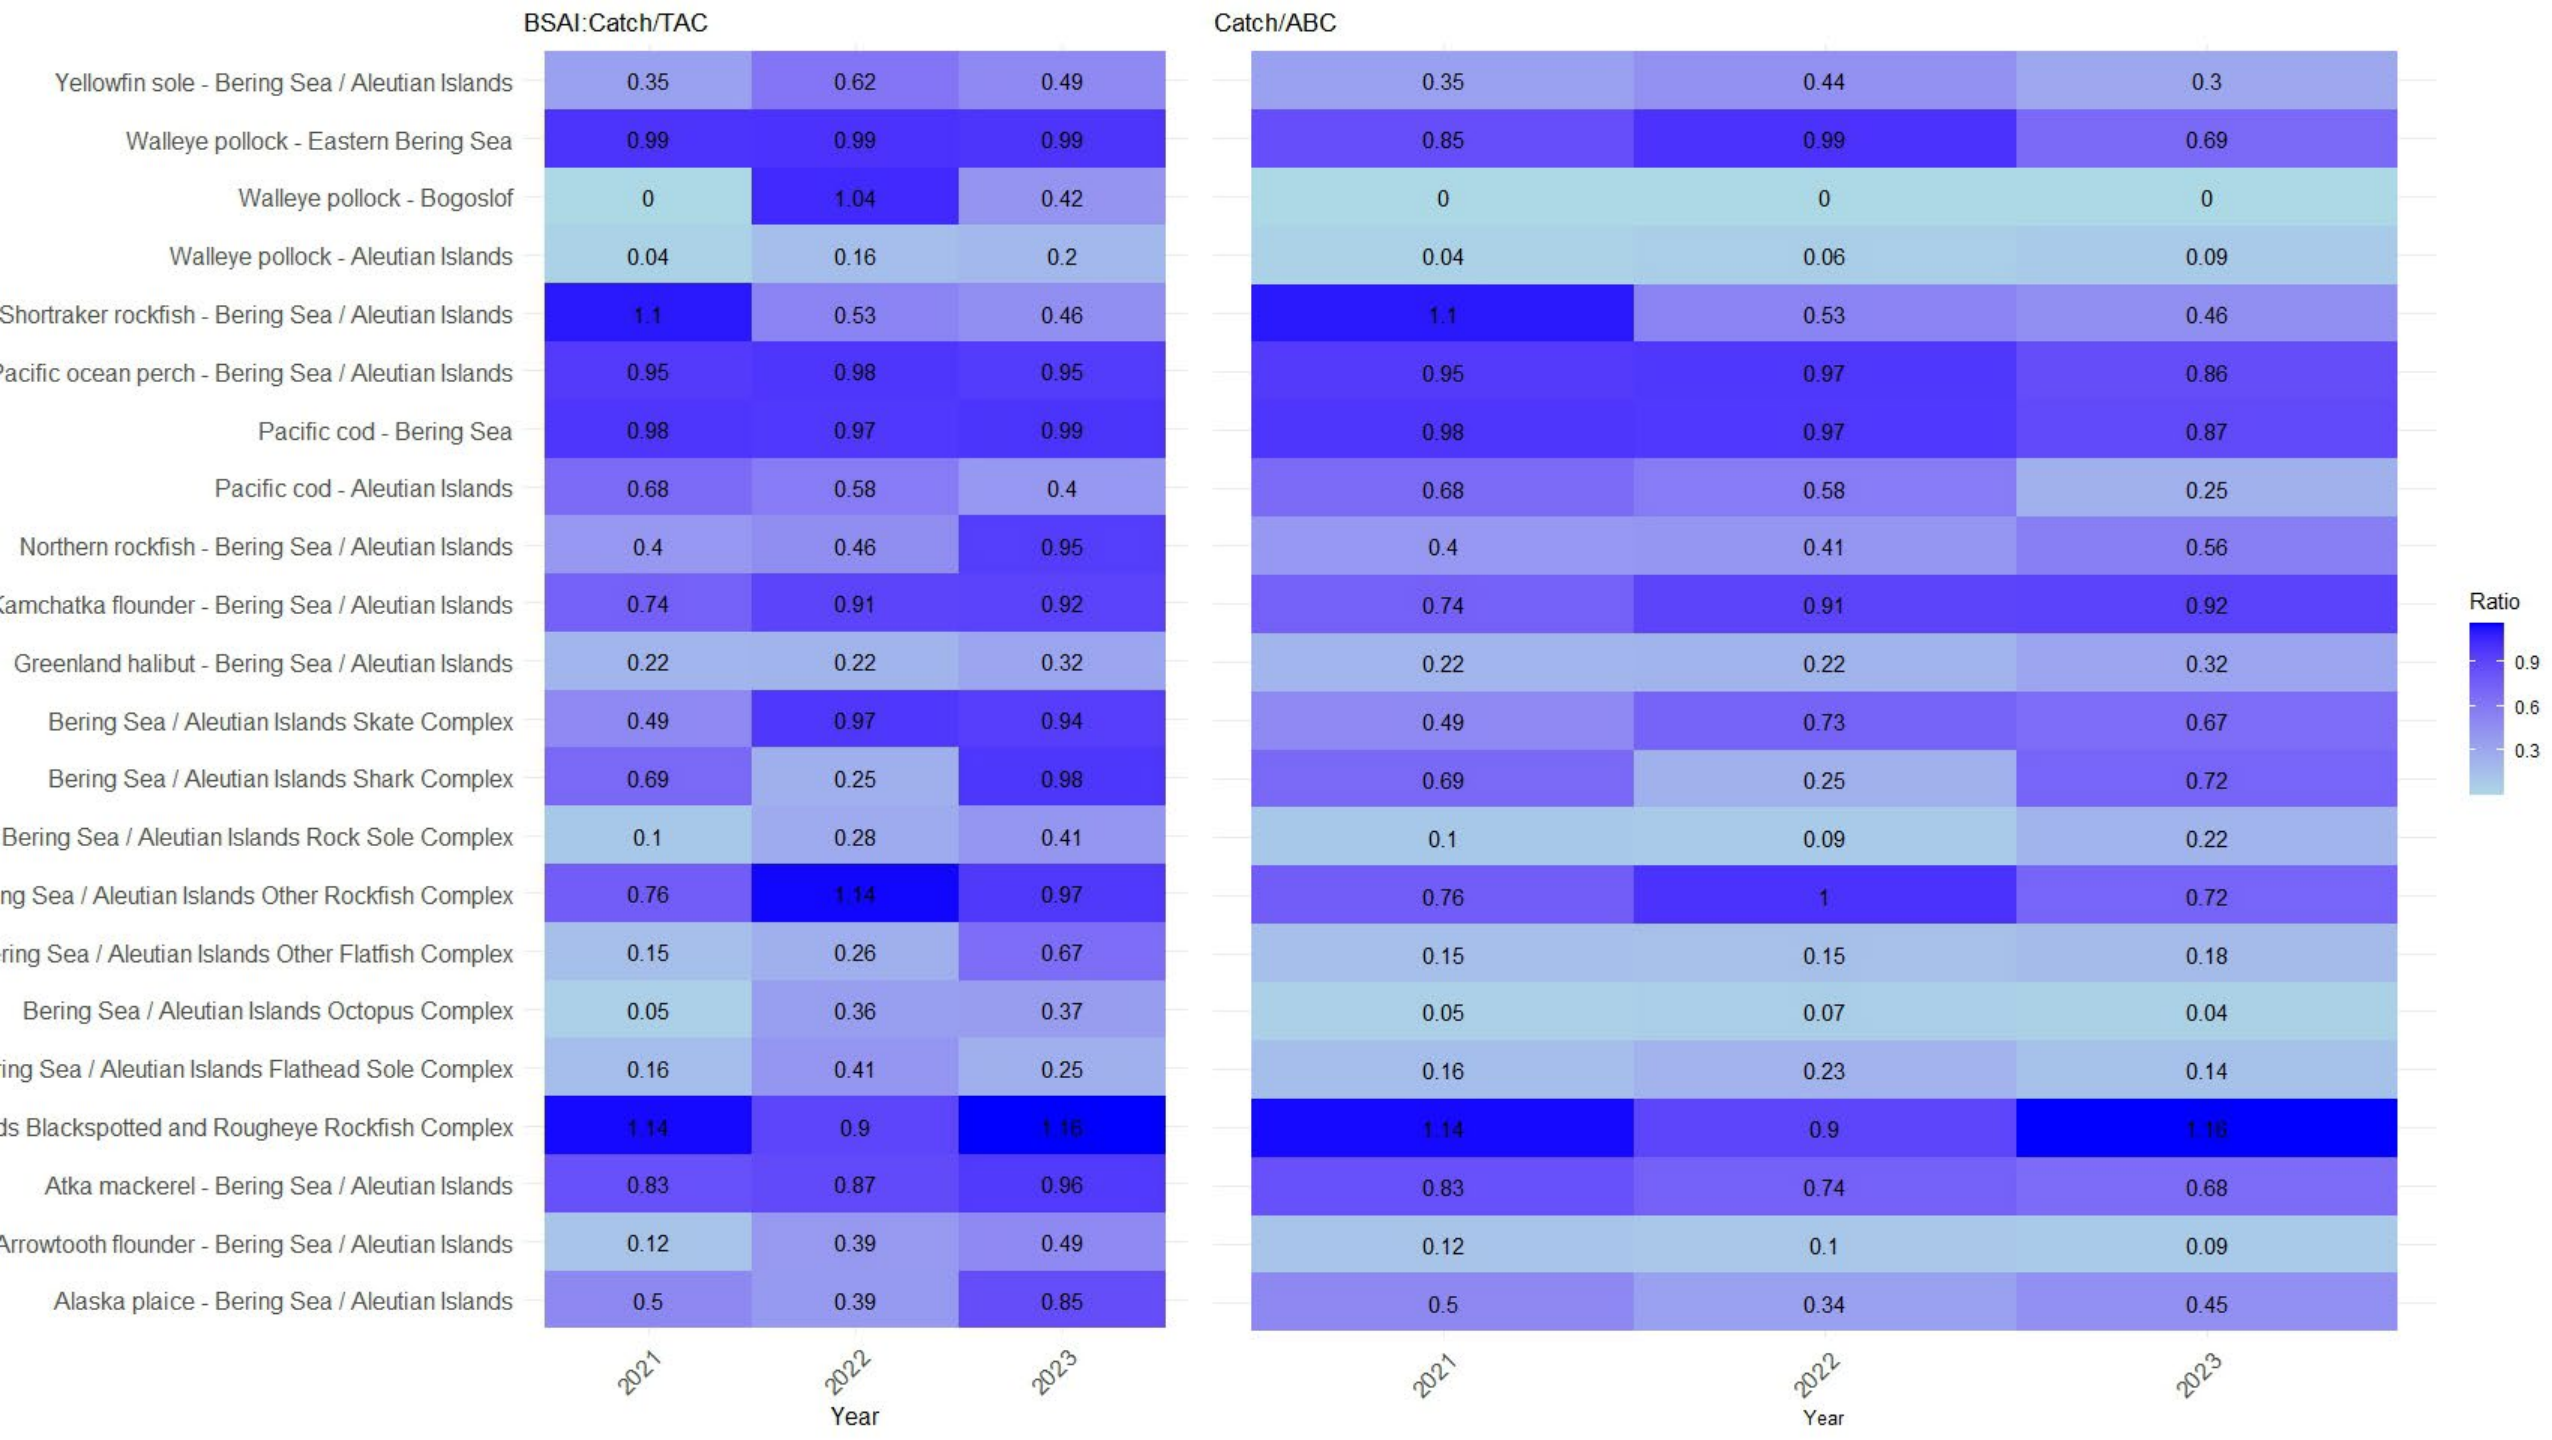 BSAI:Catch/TAC Catch/ABC
Yellowfin sole - Bering Sea / Aleutian Islands 0.35 0.62 0.49 0.35 0.44 0.3
Walleye pollock - Eastern Bering Sea 0.99 0.99 0.99 0.85 0.99 0.69
Walleye pollock - Bogoslof 0 1.04 0.42 0 0 0
Walleye pollock - Aleutian Islands 0.04 0.16 0.2 0.04 0.06 0.09
Shortraker rockfish - Bering Sea / Aleutian Islands 1.1 0.53 0.46 1.1 0.53 0.46
Pacific ocean perch - Bering Sea / Aleutian Islands 0.95 0.98 0.95 0.95 0.97 0.86
Pacific cod - Bering Sea 0.98 0.97 0.99 0.98 0.97 0.87
Pacific cod - Aleutian Islands 0.68 0.58 0.4 0.68 0.58 0.25
Northern rockfish - Bering Sea / Aleutian Islands 0.4 0.46 0.95 0.4 0.41 0.56
Kamchatka flounder - Bering Sea / Aleutian Islands 0.74 0.91 0.92 0.74 0.91 0.92
Greenland halibut - Bering Sea / Aleutian Islands 0.22 0.22 0.32 0.22 0.22 0.32
Bering Sea / Aleutian Islands Skate Complex 0.49 0.97 0.94 0.49 0.73 0.67
Bering Sea / Aleutian Islands Shark Complex 0.69 0.25 0.98 0.69 0.25 0.72
Bering Sea / Aleutian Islands Rock Sole Complex 0.1 0.28 0.41 0.1 0.09 0.22
ng Sea / Aleutian Islands Other Rockfish Complex 0.76 1.14 0.97 0.76 1 0.72
ring Sea / Aleutian Islands Other Flatfish Complex 0.15 0.26 0.67 0.15 0.15 0.18
Bering Sea / Aleutian Islands Octopus Complex 0.05 0.36 0.37 0.05 0.07 0.04
ing Sea / Aleutian Islands Flathead Sole Complex 0.16 0.41 0.25 0.16 0.23 0.14
ds Blackspotted and Rougheye Rockfish Complex 1.14 0.9 1.16 1.14 0.9 1.16
Atka mackerel - Bering Sea / Aleutian Islands 0.83 0.87 0.96 0.83 0.74 0.68
Arrowtooth flounder - Bering Sea / Aleutian Islands 0.12 0.39 0.49 0.12 0.1 0.09
Alaska plaice - Bering Sea / Aleutian Islands 0.5 0.39 0.85 0.5 0.34 0.45
2021 2022 2023 2021 2022 2023
Year Year
Ratio
0.9
0.6
0.3